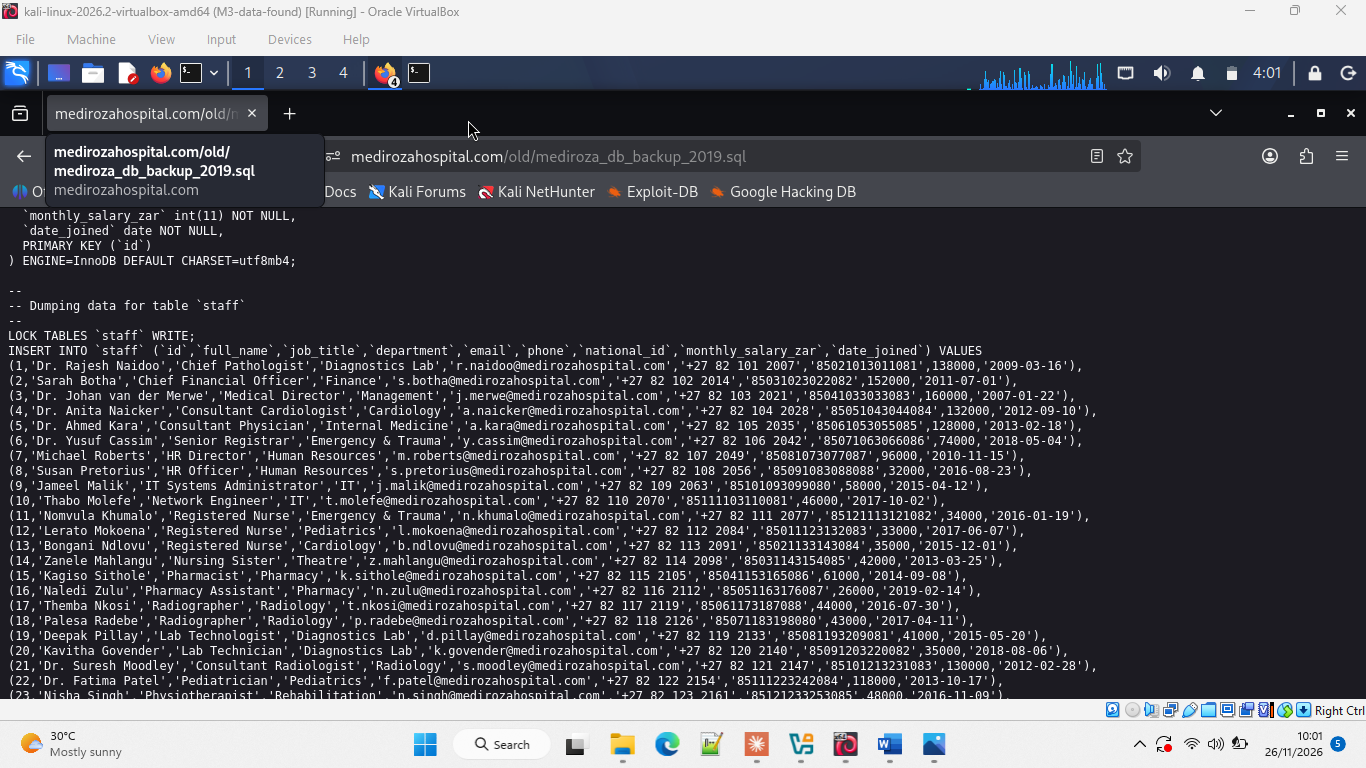 kali-linux-2026.2-virtualbox-amd64 (M3-data-found) [Running] - Oracle VirtualBox
File Machine View Input Devices Help
1 2 3 4 4 4:01
medirozahospital.com/old/m
medirozahospital.com/old/
mediroza_db_backup_2019.sql
medirozahospital.com
medirozahospital.com/old/mediroza_db_backup_2019.sql
Docs Kali Forums Kali NetHunter Exploit-DB Google Hacking DB
`monthly_salary_zar` int(11) NOT NULL,
`date_joined` date NOT NULL,
PRIMARY KEY (`id`)
) ENGINE=InnoDB DEFAULT CHARSET=utf8mb4;
--
-- Dumping data for table `staff`
--
LOCK TABLES `staff` WRITE;
INSERT INTO `staff` (`id`,`full_name`,`job_title`,`department`,`email`,`phone`,`national_id`,`monthly_salary_zar`,`date_joined`) VALUES
(1,'Dr. Rajesh Naidoo','Chief Pathologist','Diagnostics Lab','r.naidoo@medirozahospital.com','+27 82 101 2007','85021013011081',138000,'2009-03-16'),
(2,'Sarah Botha','Chief Financial Officer','Finance','s.botha@medirozahospital.com','+27 82 102 2014','85031023022082',152000,'2011-07-01'),
(3,'Dr. Johan van der Merwe','Medical Director','Management','j.merwe@medirozahospital.com','+27 82 103 2021','85041033033083',160000,'2007-01-22'),
(4,'Dr. Anita Naicker','Consultant Cardiologist','Cardiology','a.naicker@medirozahospital.com','+27 82 104 2028','85051043044084',132000,'2012-09-10'),
(5,'Dr. Ahmed Kara','Consultant Physician','Internal Medicine','a.kara@medirozahospital.com','+27 82 105 2035','85061053055085',128000,'2013-02-18'),
(6,'Dr. Yusuf Cassim','Senior Registrar','Emergency & Trauma','y.cassim@medirozahospital.com','+27 82 106 2042','85071063066086',74000,'2018-05-04'),
(7,'Michael Roberts','HR Director','Human Resources','m.roberts@medirozahospital.com','+27 82 107 2049','85081073077087',96000,'2010-11-15'),
(8,'Susan Pretorius','HR Officer','Human Resources','s.pretorius@medirozahospital.com','+27 82 108 2056','85091083088088',32000,'2016-08-23'),
(9,'Jameel Malik','IT Systems Administrator','IT','j.malik@medirozahospital.com','+27 82 109 2063','85101093099080',58000,'2015-04-12'),
(10,'Thabo Molefe','Network Engineer','IT','t.molefe@medirozahospital.com','+27 82 110 2070','85111103110081',46000,'2017-10-02'),
(11,'Nomvula Khumalo','Registered Nurse','Emergency & Trauma','n.khumalo@medirozahospital.com','+27 82 111 2077','85121113121082',34000,'2016-01-19'),
(12,'Lerato Mokoena','Registered Nurse','Pediatrics','l.mokoena@medirozahospital.com','+27 82 112 2084','85011123132083',33000,'2017-06-07'),
(13,'Bongani Ndlovu','Registered Nurse','Cardiology','b.ndlovu@medirozahospital.com','+27 82 113 2091','85021133143084',35000,'2015-12-01'),
(14,'Zanele Mahlangu','Nursing Sister','Theatre','z.mahlangu@medirozahospital.com','+27 82 114 2098','85031143154085',42000,'2013-03-25'),
(15,'Kagiso Sithole','Pharmacist','Pharmacy','k.sithole@medirozahospital.com','+27 82 115 2105','85041153165086',61000,'2014-09-08'),
(16,'Naledi Zulu','Pharmacy Assistant','Pharmacy','n.zulu@medirozahospital.com','+27 82 116 2112','85051163176087',26000,'2019-02-14'),
(17,'Themba Nkosi','Radiographer','Radiology','t.nkosi@medirozahospital.com','+27 82 117 2119','85061173187088',44000,'2016-07-30'),
(18,'Palesa Radebe','Radiographer','Radiology','p.radebe@medirozahospital.com','+27 82 118 2126','85071183198080',43000,'2017-04-11'),
(19,'Deepak Pillay','Lab Technologist','Diagnostics Lab','d.pillay@medirozahospital.com','+27 82 119 2133','85081193209081',41000,'2015-05-20'),
(20,'Kavitha Govender','Lab Technician','Diagnostics Lab','k.govender@medirozahospital.com','+27 82 120 2140','85091203220082',35000,'2018-08-06'),
(21,'Dr. Suresh Moodley','Consultant Radiologist','Radiology','s.moodley@medirozahospital.com','+27 82 121 2147','85101213231083',130000,'2012-02-28'),
(22,'Dr. Fatima Patel','Pediatrician','Pediatrics','f.patel@medirozahospital.com','+27 82 122 2154','85111223242084',118000,'2013-10-17'),
(23,'Nisha Singh','Physiotherapist','Rehabilitation','n.singh@medirozahospital.com','+27 82 123 2161','85121233253085',48000,'2016-11-09'),
Right Ctrl
30°C
Mostly sunny
Search
10:01
26/11/2026
5